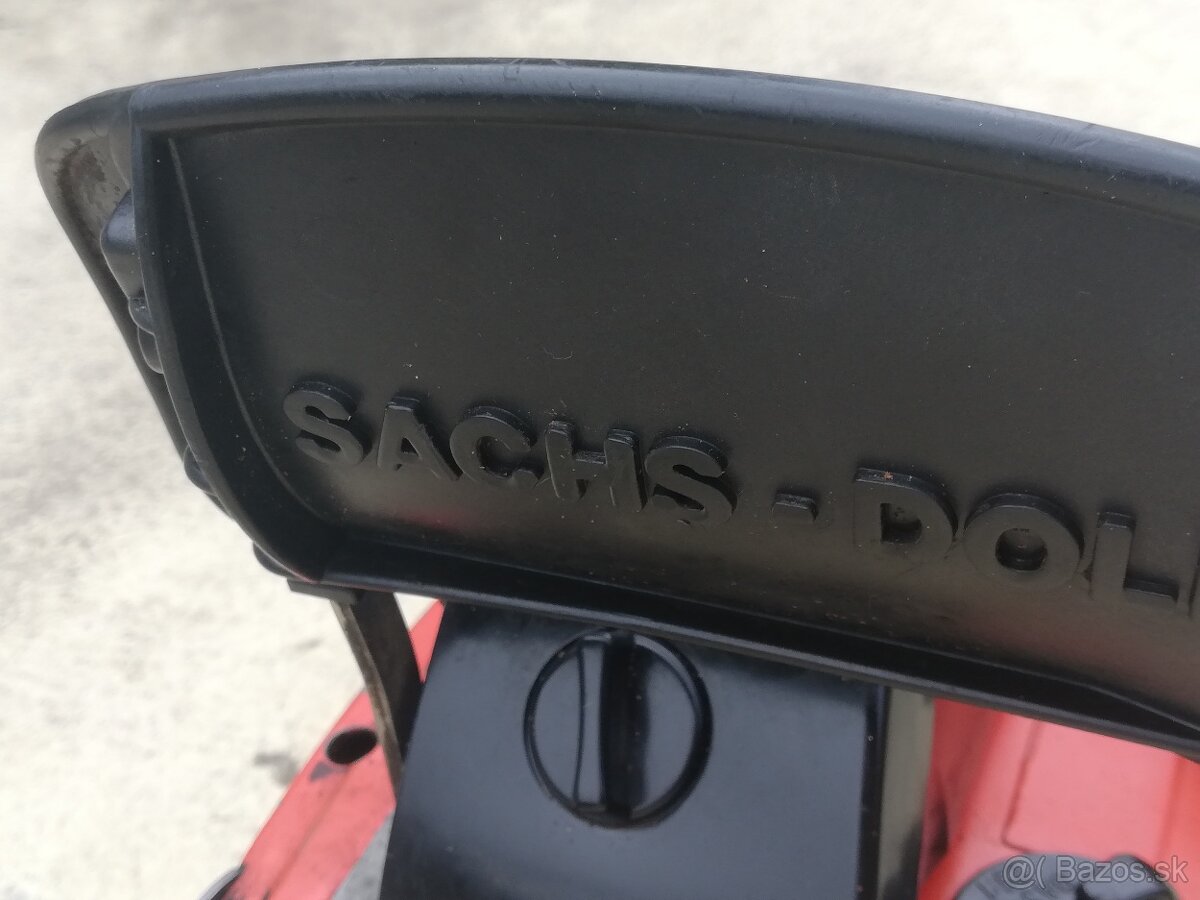 SACHS - DOL
@( Bazos.sk